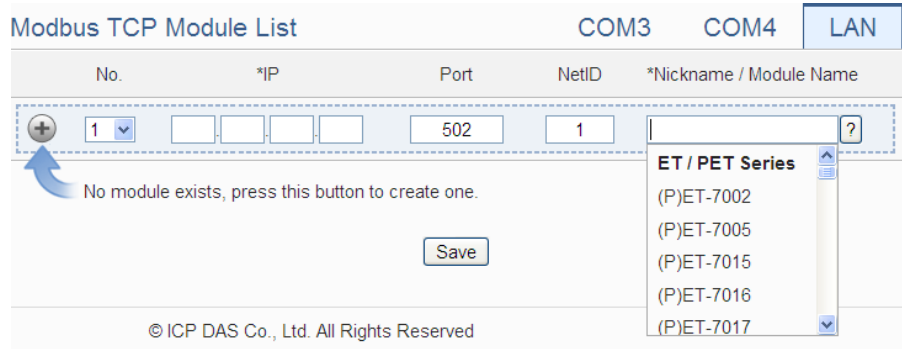 Modbus TCP Module List COM3 COM4 LAN
No. *IP Port NetID *Nickname / Module Name
1 . . . 502 1 ?
ET / PET Series
(P)ET-7002
No module exists, press this button to create one.
(P)ET-7005
Save
(P)ET-7015
(P)ET-7016
© ICP DAS Co., Ltd. All Rights Reserved
(P)ET-7017